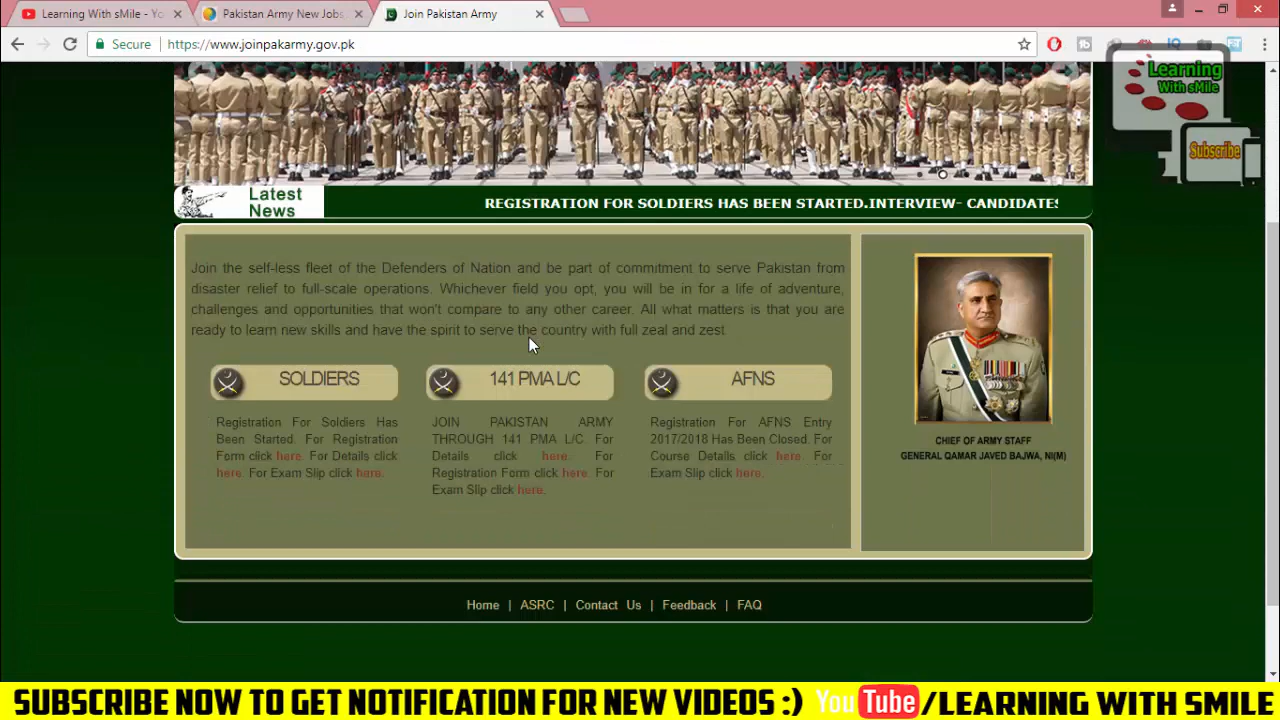 Learning With sMile - Yo
Pakistan Army New Jobs,
Join Pakistan Army
Secure
https://www.joinpakarmy.gov.pk
Learning
With sMile
Subscribe
Latest
News
REGISTRATION FOR SOLDIERS HAS BEEN STARTED.INTERVIEW- CANDIDATES
Join the self-less fleet of the Defenders of Nation and be part of commitment to serve Pakistan from
disaster relief to full-scale operations. Whichever field you opt, you will be in for a life of adventure,
challenges and opportunities that won't compare to any other career. All what matters is that you are
ready to learn new skills and have the spirit to serve the country with full zeal and zest.
SOLDIERS
Registration For Soldiers Has
Been Started. For Registration
Form click here. For Details click
here. For Exam Slip click here.
141 PMA L/C
JOIN PAKISTAN ARMY
THROUGH 141 PMA L/C. For
Details click here. For
Registration Form click here. For
Exam Slip click here.
AFNS
Registration For AFNS Entry
2017/2018 Has Been Closed. For
Course Details click here. For
Exam Slip click here.
CHIEF OF ARMY STAFF
GENERAL QAMAR JAVED BAJWA, NI(M)
Home | ASRC | Contact Us | Feedback | FAQ
SUBSCRIBE NOW TO GET NOTIFICATION FOR NEW VIDEOS :) YouTube/LEARNING WITH SMILE